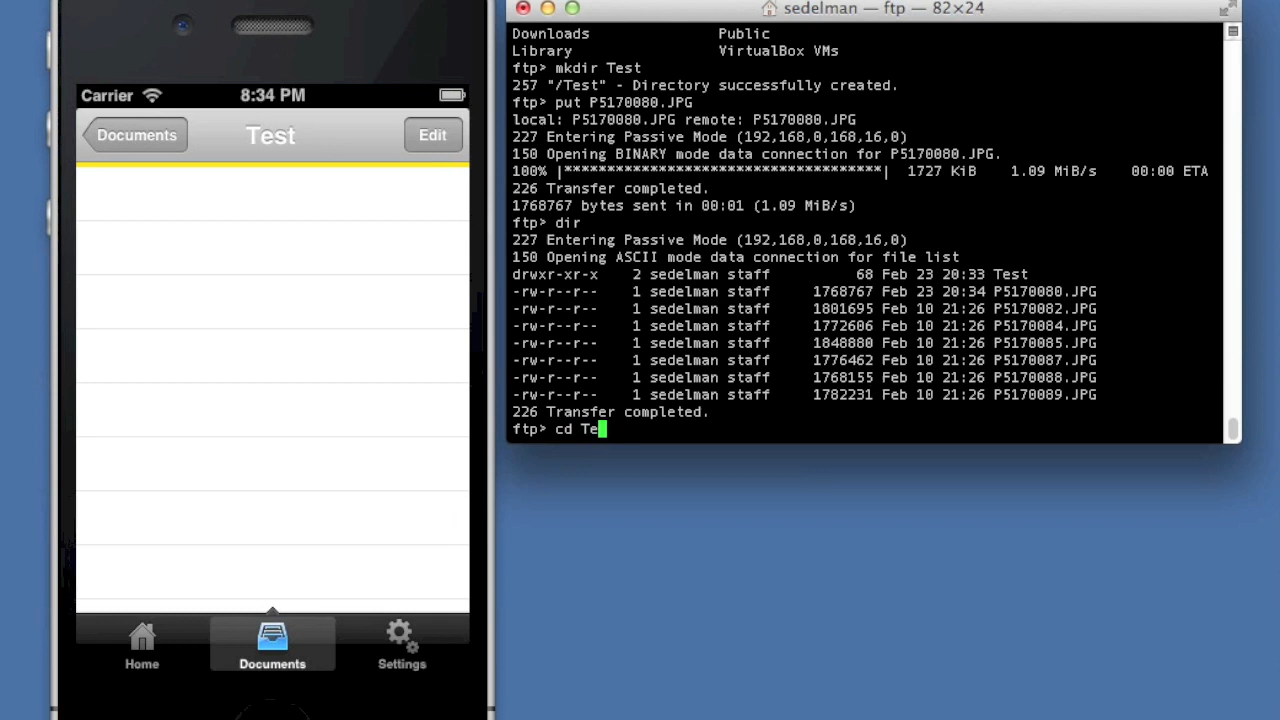 Carrier 8:34 PM
Documents Test Edit
Home Documents Settings
sedelman — ftp — 82×24
Downloads Public
Library VirtualBox VMs
ftp> mkdir Test
257 "/Test" - Directory successfully created.
ftp> put P5170080.JPG
local: P5170080.JPG remote: P5170080.JPG
227 Entering Passive Mode (192,168,0,168,16,0)
150 Opening BINARY mode data connection for P5170080.JPG.
100% |*************************************| 1727 KiB 1.09 MiB/s 00:00 ETA
226 Transfer completed.
1768767 bytes sent in 00:01 (1.09 MiB/s)
ftp> dir
227 Entering Passive Mode (192,168,0,168,16,0)
150 Opening ASCII mode data connection for file list
drwxr-xr-x 2 sedelman staff 68 Feb 23 20:33 Test
-rw-r--r-- 1 sedelman staff 1768767 Feb 23 20:34 P5170080.JPG
-rw-r--r-- 1 sedelman staff 1801695 Feb 10 21:26 P5170082.JPG
-rw-r--r-- 1 sedelman staff 1772606 Feb 10 21:26 P5170084.JPG
-rw-r--r-- 1 sedelman staff 1848880 Feb 10 21:26 P5170085.JPG
-rw-r--r-- 1 sedelman staff 1776462 Feb 10 21:26 P5170087.JPG
-rw-r--r-- 1 sedelman staff 1768155 Feb 10 21:26 P5170088.JPG
-rw-r--r-- 1 sedelman staff 1782231 Feb 10 21:26 P5170089.JPG
226 Transfer completed.
ftp> cd Te